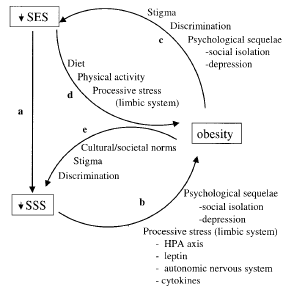 Stigma
↓ SES
Discrimination
c
Psychological sequelae
-social isolation
-depression
Diet
Physical activity
d
Processive stress
(limbic system)
a
e
obesity
Cultural/societal norms
Stigma
Discrimination
↓ SSS
b
Psychological sequelae
-social isolation
-depression
Processive stress (limbic system)
- HPA axis
- leptin
- autonomic nervous system
- cytokines